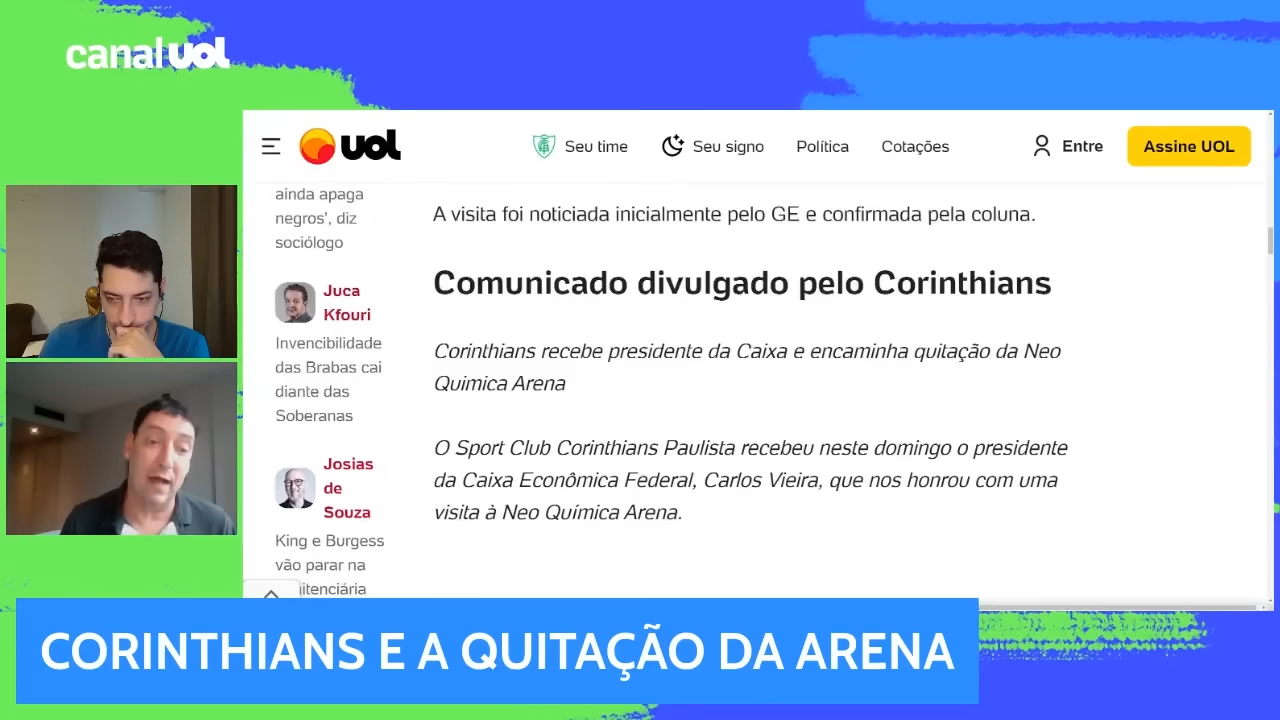 canal UOL
UOL
Seu time
Seu signo
Política
Cotações
Entre
Assine UOL
ainda apaga
negros', diz
sociólogo
Juca
Kfouri
Invencibilidade
das Brabas cai
diante das
Soberanas
Josias
de
Souza
King e Burgess
vão parar na
A visita foi noticiada inicialmente pelo GE e confirmada pela coluna.
Comunicado divulgado pelo Corinthians
Corinthians recebe presidente da Caixa e encaminha quitação da Neo
Química Arena
O Sport Club Corinthians Paulista recebeu neste domingo o presidente
da Caixa Econômica Federal, Carlos Vieira, que nos honrou com uma
visita à Neo Química Arena.
CORINTHIANS E A QUITAÇÃO DA ARENA